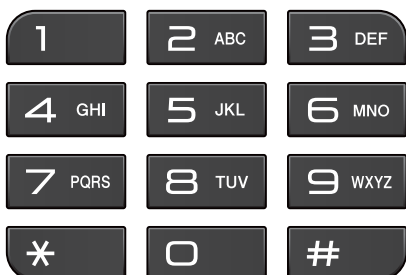 1 2 ABC 3 DEF
4 GHI 5 JKL 6 MNO
7 PQRS 8 TUV 9 WXYZ
* 0 #